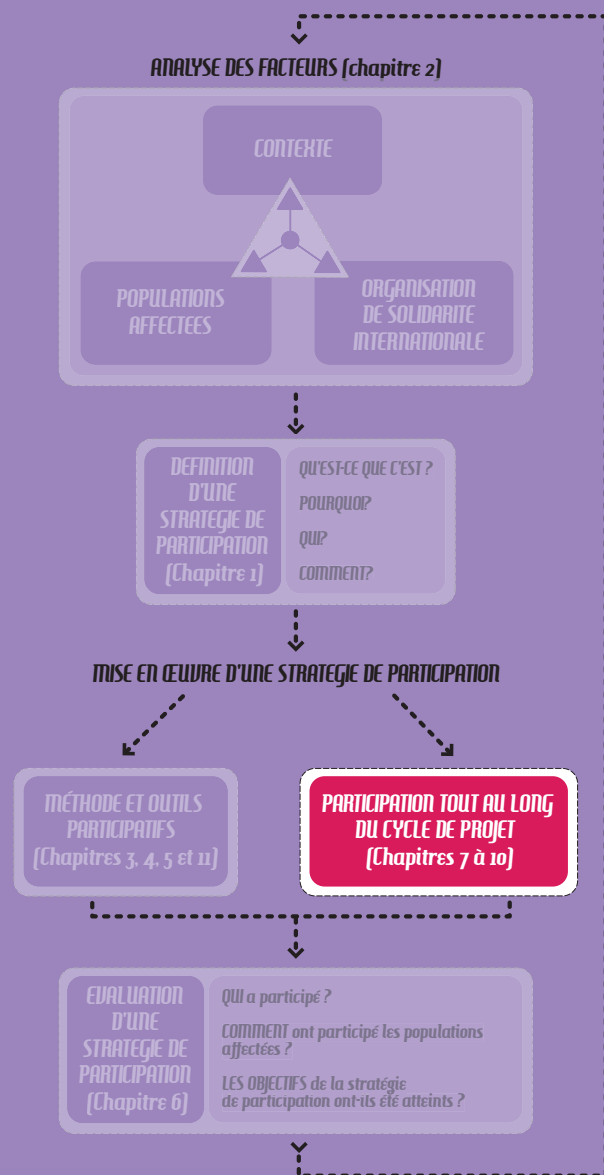 ANALYSE DES FACTEURS (chapitre 2)
CONTEXTE
POPULATIONS
AFFECTEES
ORGANISATION
DE SOLIDARITE
INTERNATIONALE
DEFINITION
D'UNE
STRATEGIE DE
PARTICIPATION
(Chapitre 1)
QU'EST-CE QUE C'EST ?
POURQUOI?
QUI?
COMMENT?
MISE EN ŒUVRE D'UNE STRATEGIE DE PARTICIPATION
MÉTHODE ET OUTILS
PARTICIPATIFS
(Chapitres 3, 4, 5 et 11)
PARTICIPATION TOUT AU LONG
DU CYCLE DE PROJET
(Chapitres 7 à 10)
EVALUATION
D'UNE
STRATEGIE DE
PARTICIPATION
(Chapitre 6)
QUI a participé ?
COMMENT ont participé les populations
affectées ?
LES OBJECTIFS de la stratégie
de participation ont-ils été atteints ?